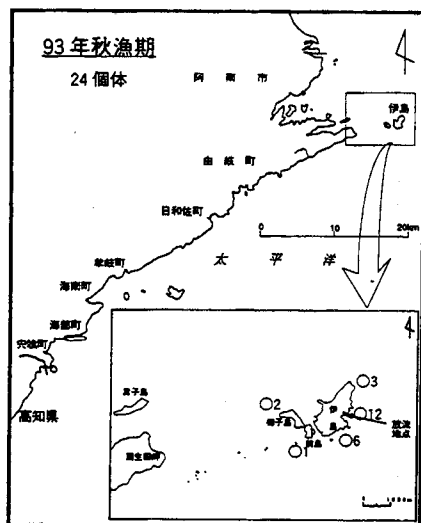 93年秋漁期
24個体
阿南市
伊島
由岐町
日和佐町
0 10 20km
太平洋
牟岐町
海南町
海部町
宍喰町
高知県
3
2
伊島
12
放流
地点
6
1